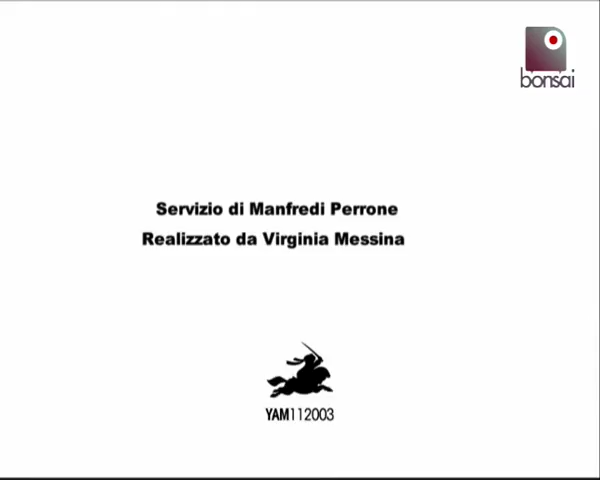 bonsai
Servizio di Manfredi Perrone
Realizzato da Virginia Messina
YAM112003